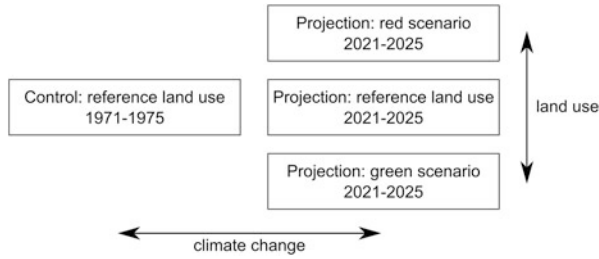 Projection: red scenario
2021-2025
Control: reference land use
1971-1975
Projection: reference land use
2021-2025
land use
Projection: green scenario
2021-2025
climate change